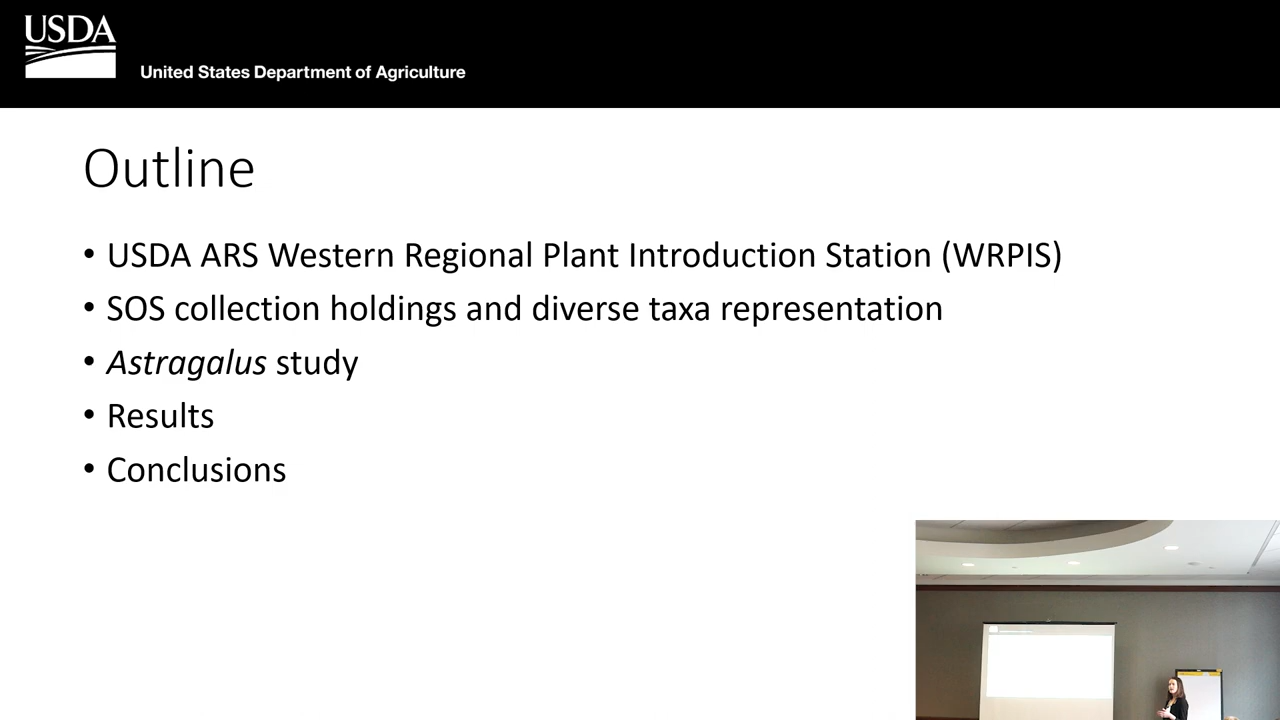 USDA
United States Department of Agriculture
Outline
• USDA ARS Western Regional Plant Introduction Station (WRPIS)
• SOS collection holdings and diverse taxa representation
• Astragalus study
• Results
• Conclusions